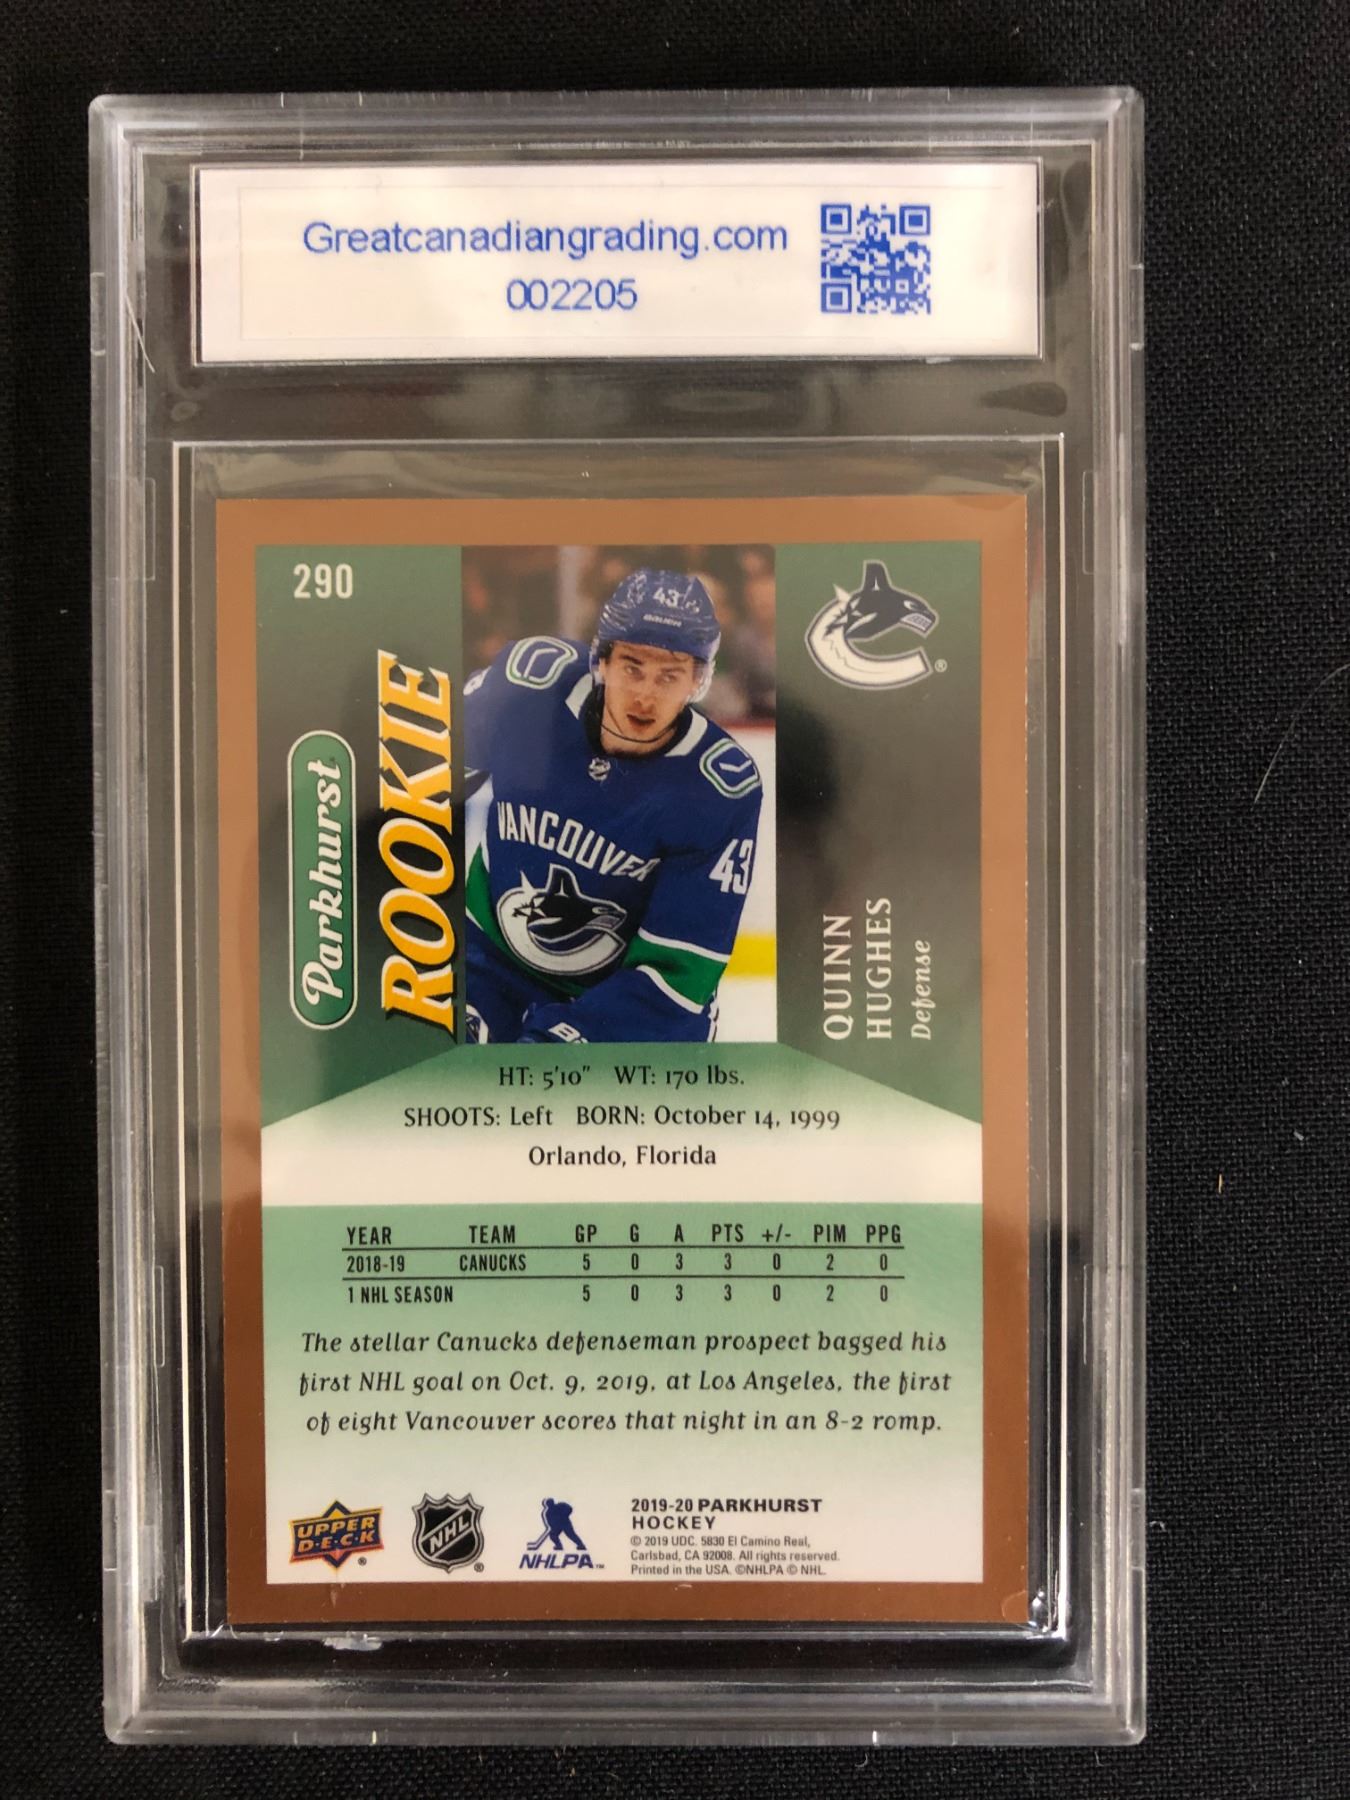 Greatcanadiangrading.com
002205
290
Parkhurst
ROOKIE
43
BAUER
VANCOUVER
43
QUINN
HUGHES
Defense
®
HT: 5'10" WT: 170 lbs.
SHOOTS: Left BORN: October 14, 1999
Orlando, Florida
YEAR TEAM GP G A PTS +/- PIM PPG
2018-19 CANUCKS 5 0 3 3 0 2 0
1 NHL SEASON 5 0 3 3 0 2 0
The stellar Canucks defenseman prospect bagged his
first NHL goal on Oct. 9, 2019, at Los Angeles, the first
of eight Vancouver scores that night in an 8-2 romp.
UPPER
D·E·C·K
®
NHL
®
NHLPA™
2019-20 PARKHURST
HOCKEY
© 2019 UDC. 5830 El Camino Real,
Carlsbad, CA 92008. All rights reserved.
Printed in the USA. ©NHLPA © NHL.